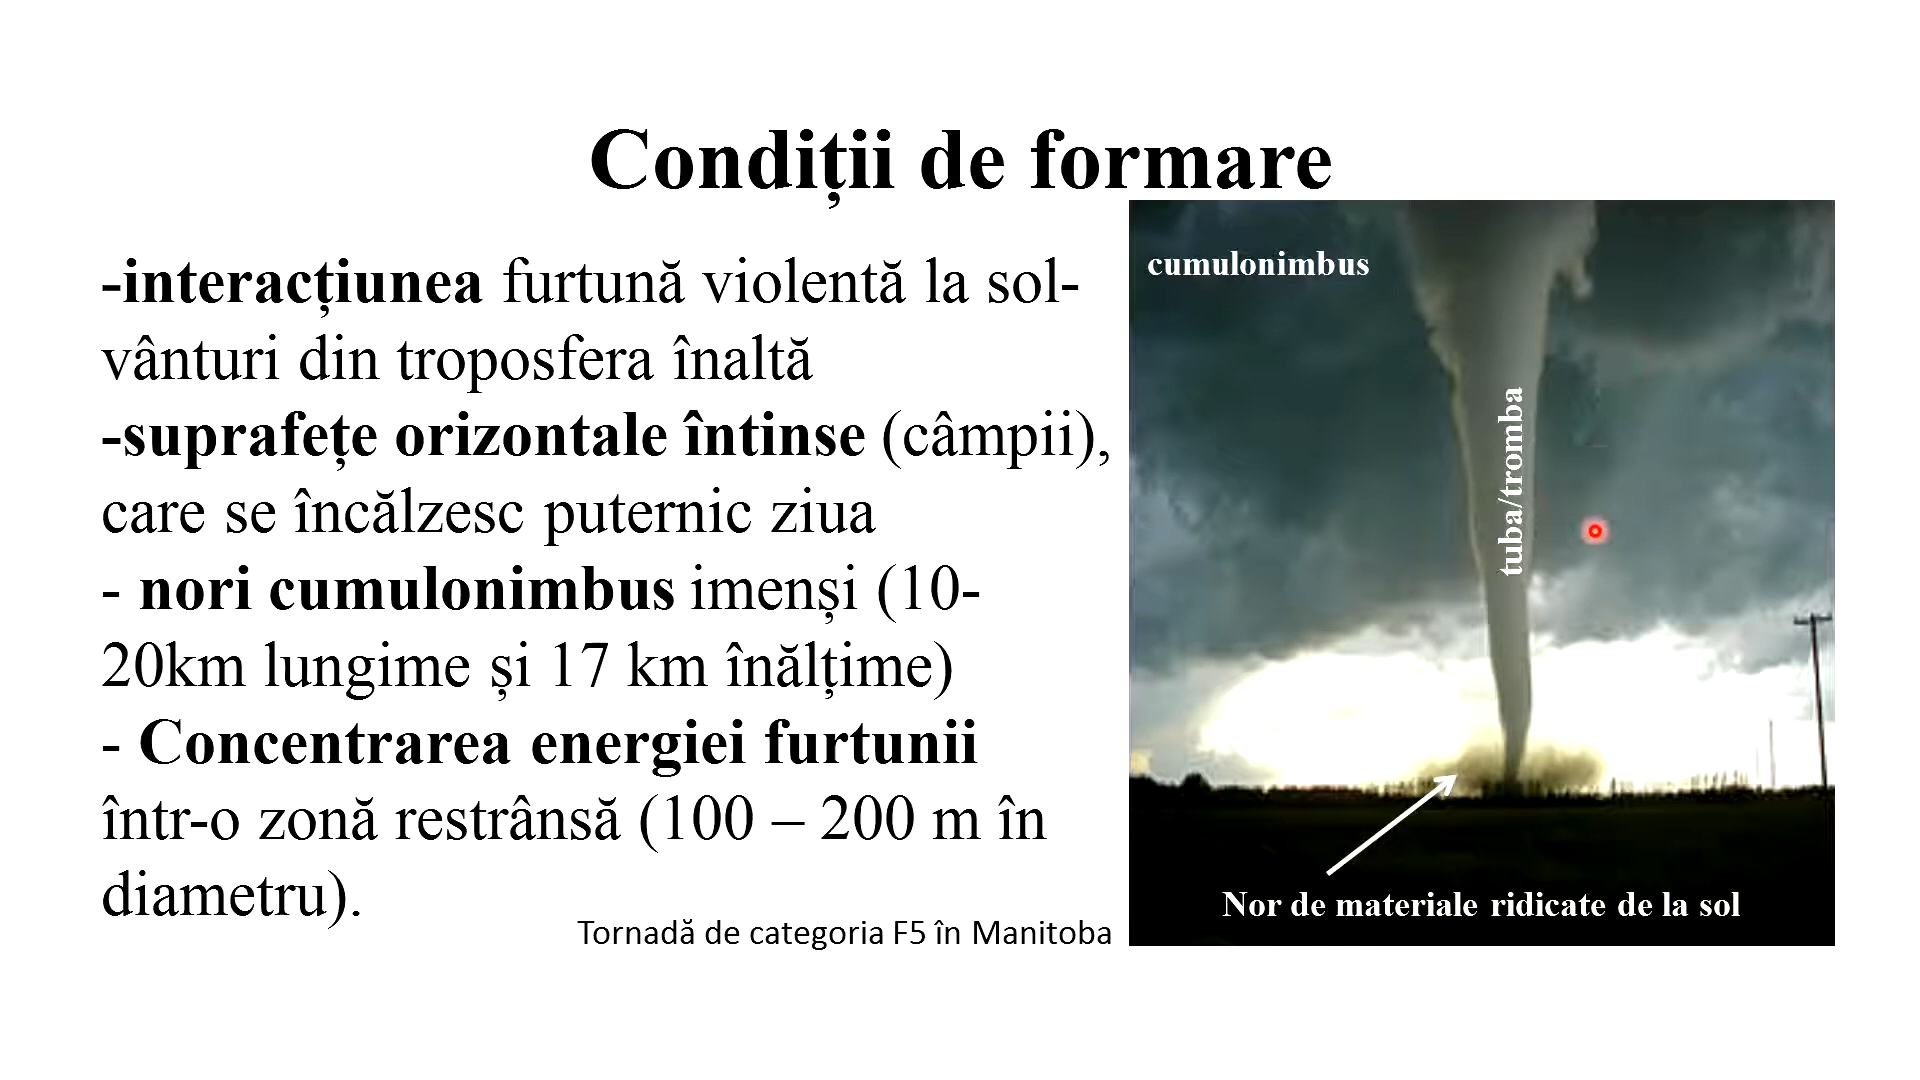 Condiții de formare
-interacțiunea furtună violentă la sol-
vânturi din troposfera înaltă
-suprafețe orizontale întinse (câmpii),
care se încălzesc puternic ziua
- nori cumulonimbus imenși (10-
20km lungime și 17 km înălțime)
- Concentrarea energiei furtunii
într-o zonă restrânsă (100 – 200 m în
diametru).
Tornadă de categoria F5 în Manitoba
cumulonimbus
tuba/tromba
Nor de materiale ridicate de la sol